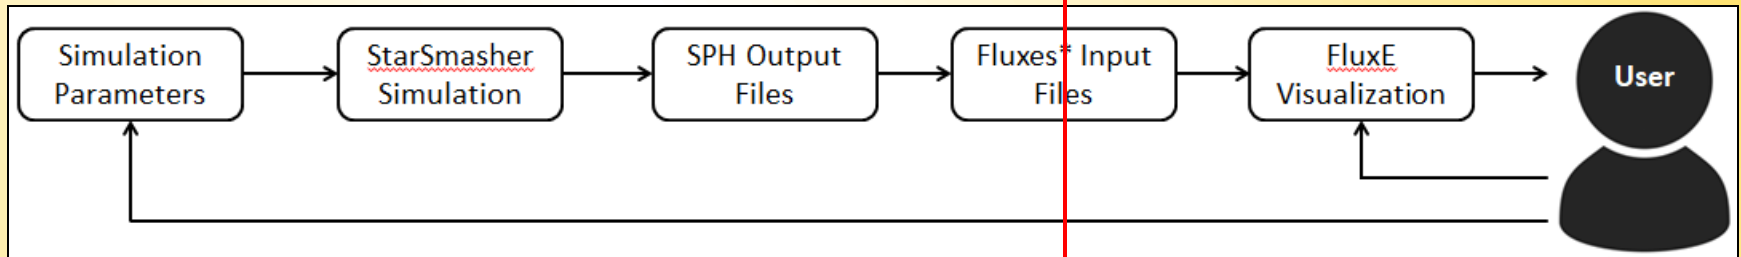 Simulation
Parameters
StarSmasher
Simulation
SPH Output
Files
Fluxes* Input
Files
FluxE
Visualization
User